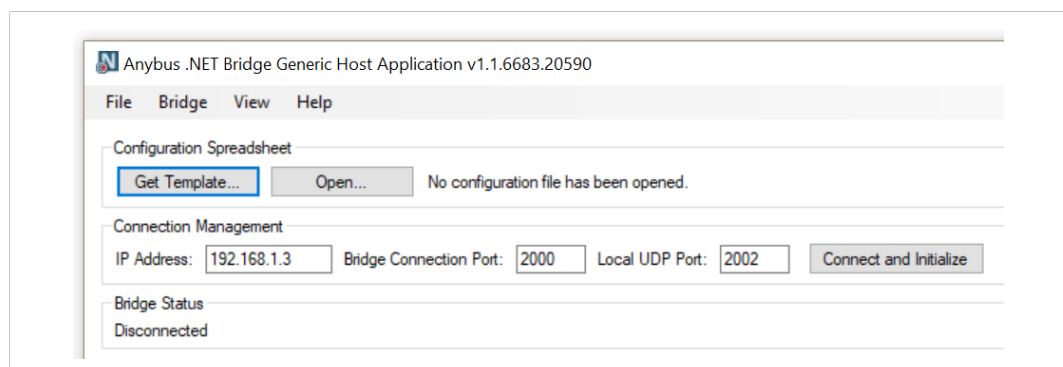 Anybus .NET Bridge Generic Host Application v1.1.6683.20590
File Bridge View Help
Configuration Spreadsheet
Get Template... Open... No configuration file has been opened.
Connection Management
IP Address: 192.168.1.3 Bridge Connection Port: 2000 Local UDP Port: 2002 Connect and Initialize
Bridge Status
Disconnected